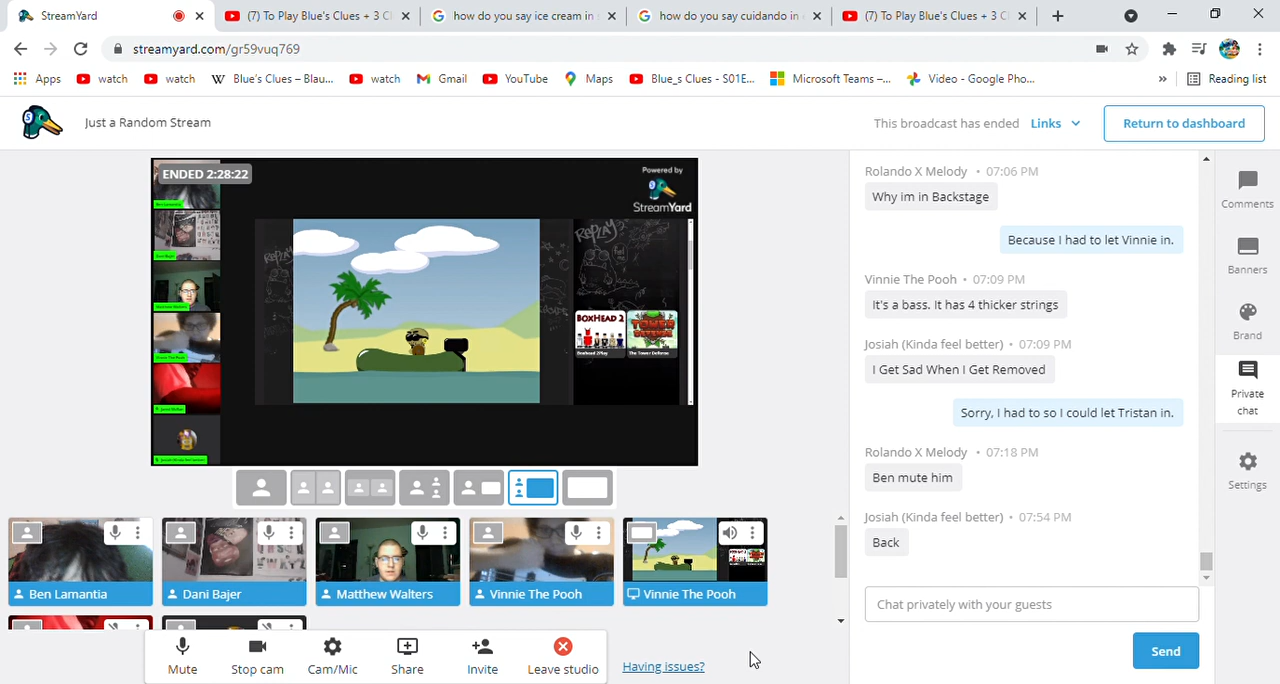 StreamYard
(7) To Play Blue's Clues + 3 C
how do you say ice cream in s
how do you say cuidando in
(7) To Play Blue's Clues + 3 C
streamyard.com/gr59vuq769
Apps
watch
watch
Blue's Clues – Blau...
watch
Gmail
YouTube
Maps
Blue_s Clues - S01E...
Microsoft Teams –...
Video - Google Pho...
»
Reading list
Just a Random Stream
This broadcast has ended
Links
Return to dashboard
ENDED 2:28:22
Powered by
StreamYard
REPLAY
BOXHEAD 2
TOWER DEFENSE
Boxhead 2Play
The Tower Defense
Ben Lamantia
Dani Bajer
Matthew Walters
Vinnie The Pooh
Vinnie The Pooh
Mute
Stop cam
Cam/Mic
Share
Invite
Leave studio
Having issues?
Rolando X Melody • 07:06 PM
Why im in Backstage
Because I had to let Vinnie in.
Vinnie The Pooh • 07:09 PM
It's a bass. It has 4 thicker strings
Josiah (Kinda feel better) • 07:09 PM
I Get Sad When I Get Removed
Sorry, I had to so I could let Tristan in.
Rolando X Melody • 07:18 PM
Ben mute him
Josiah (Kinda feel better) • 07:54 PM
Back
Chat privately with your guests
Send
Comments
Banners
Brand
Private
chat
Settings